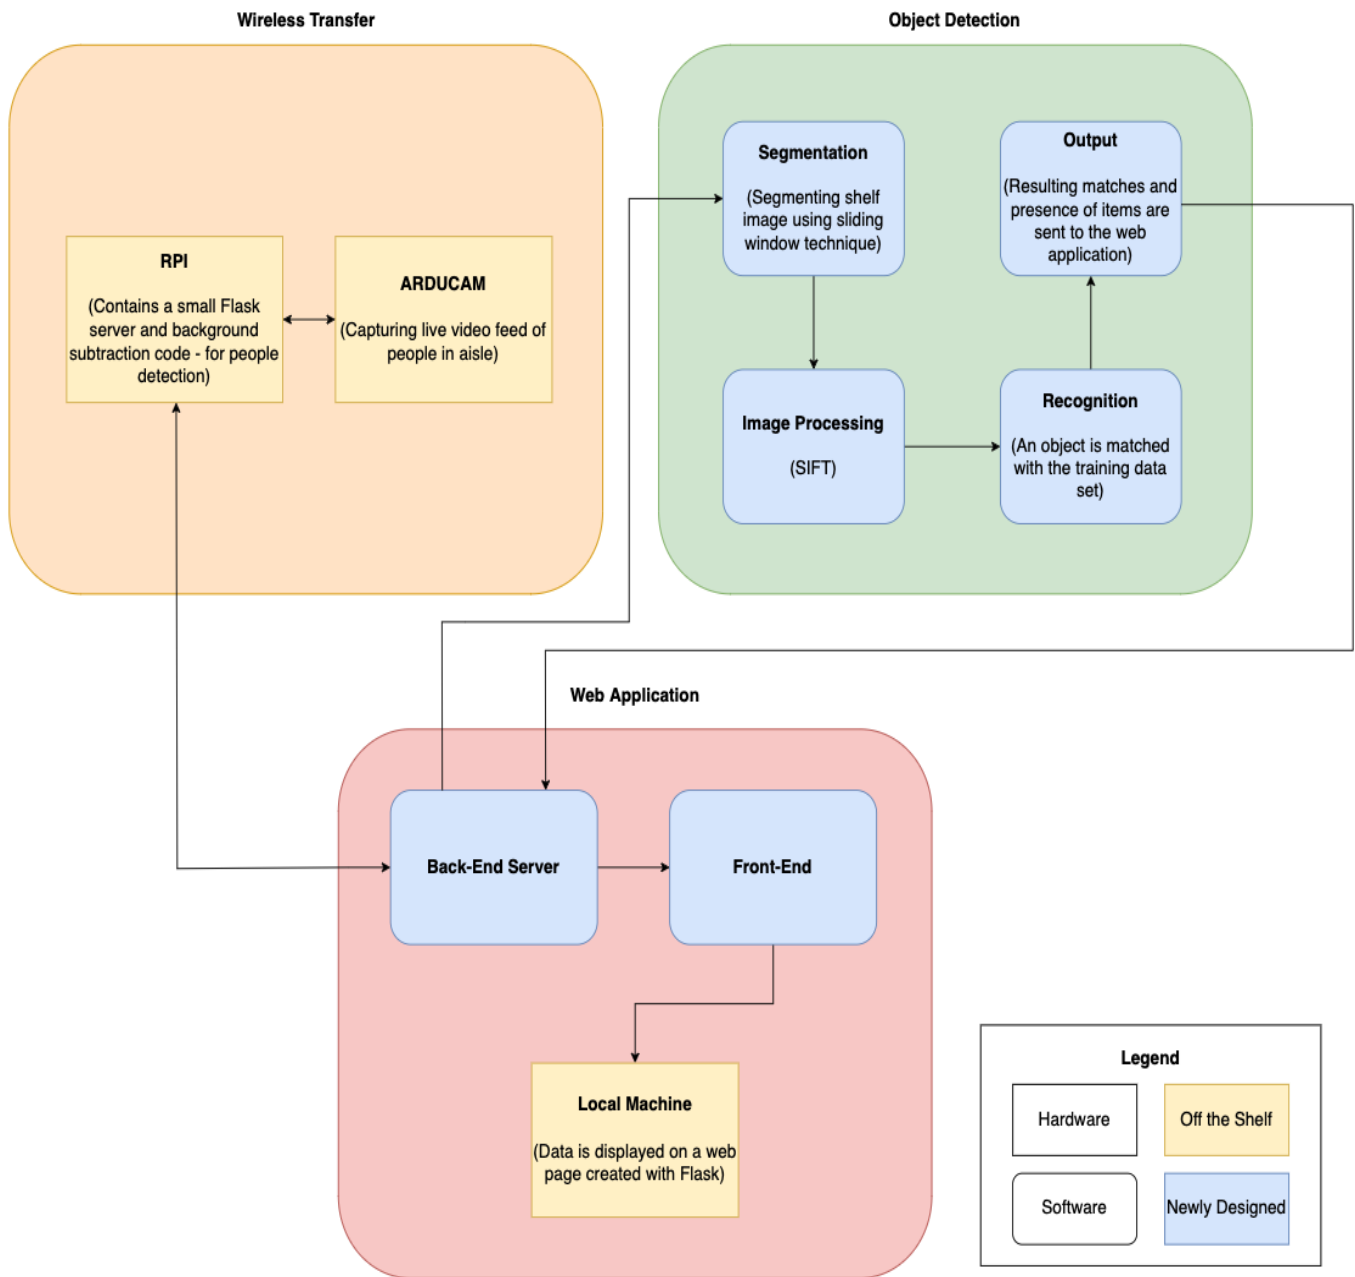 Wireless Transfer
Object Detection
RPI
(Contains a small Flask
server and background
subtraction code - for people
detection)
ARDUCAM
(Capturing live video feed of
people in aisle)
Segmentation
(Segmenting shelf
image using sliding
window technique)
Output
(Resulting matches and
presence of items are
sent to the web
application)
Image Processing
(SIFT)
Recognition
(An object is matched
with the training data
set)
Web Application
Back-End Server
Front-End
Local Machine
(Data is displayed on a web
page created with Flask)
Legend
Hardware
Off the Shelf
Software
Newly Designed